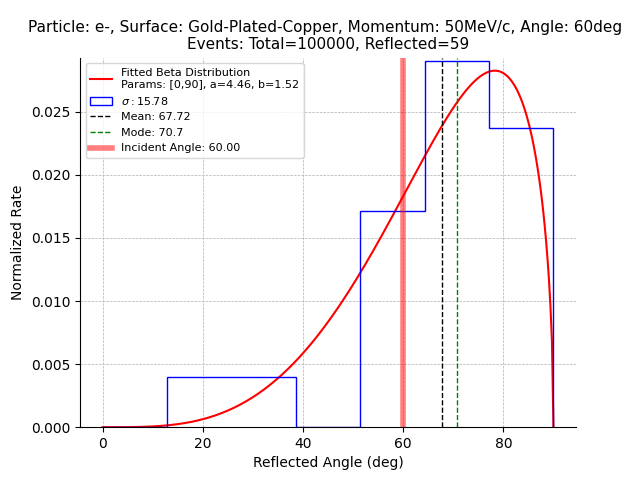 Particle: e-, Surface: Gold-Plated-Copper, Momentum: 50MeV/c, Angle: 60deg
Events: Total=100000, Reflected=59
Fitted Beta Distribution
Params: [0,90], a=4.46, b=1.52
σ: 15.78
Mean: 67.72
Mode: 70.7
Incident Angle: 60.00
Normalized Rate
0.025
0.020
0.015
0.010
0.005
0.000
0 20 40 60 80
Reflected Angle (deg)